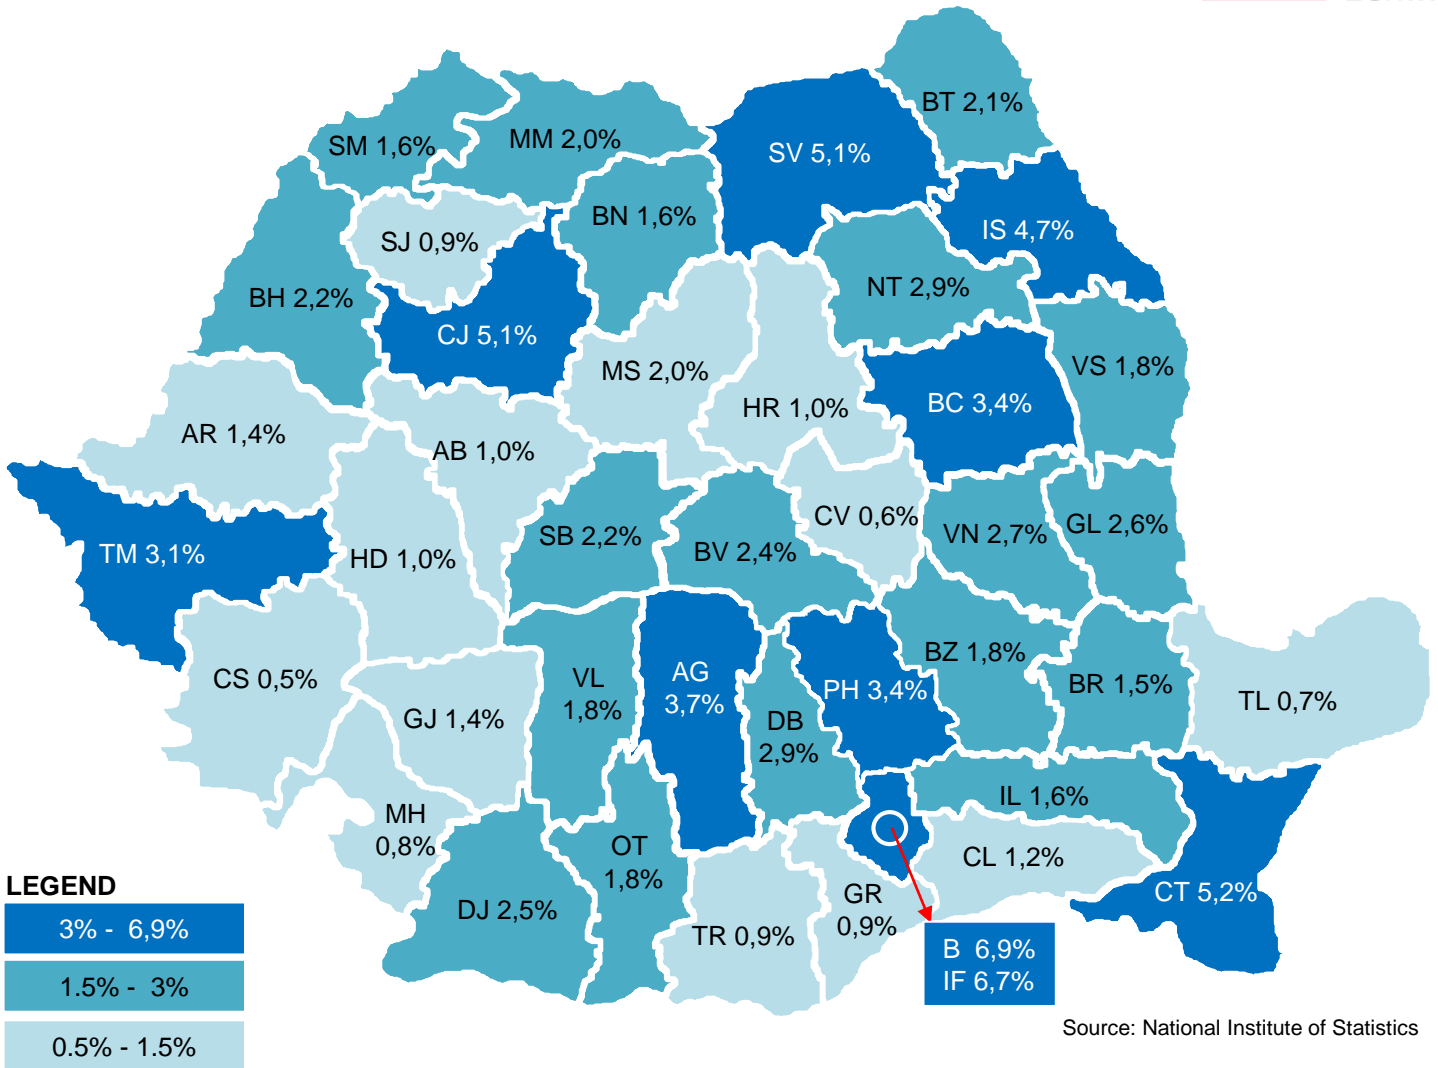 BT 2,1%
SM 1,6%
MM 2,0%
SV 5,1%
BN 1,6%
IS 4,7%
SJ 0,9%
BH 2,2%
NT 2,9%
CJ 5,1%
MS 2,0%
VS 1,8%
HR 1,0%
BC 3,4%
AR 1,4%
AB 1,0%
CV 0,6%
GL 2,6%
SB 2,2%
VN 2,7%
TM 3,1%
HD 1,0%
BV 2,4%
BZ 1,8%
CS 0,5%
VL
1,8%
AG
3,7%
PH 3,4%
BR 1,5%
TL 0,7%
GJ 1,4%
DB
2,9%
IL 1,6%
MH
0,8%
OT
1,8%
CL 1,2%
CT 5,2%
GR
0,9%
DJ 2,5%
TR 0,9%
B 6,9%
IF 6,7%
LEGEND
3% - 6,9%
1.5% - 3%
0.5% - 1.5%
Source: National Institute of Statistics